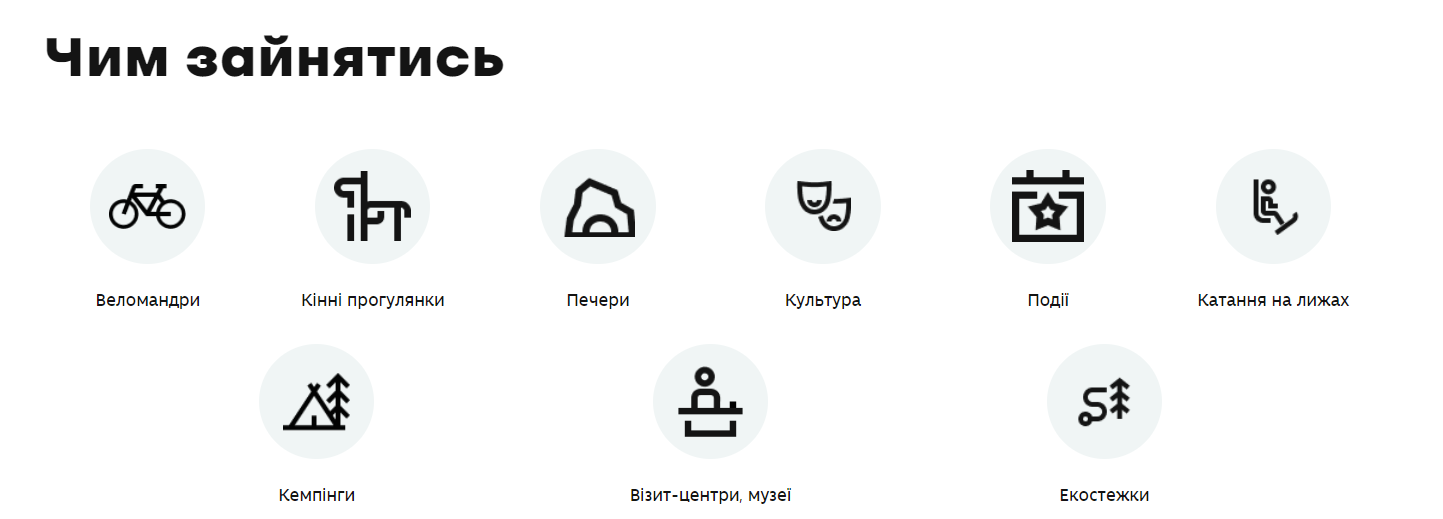 Чим зайнятись
Веломандри
Кінні прогулянки
Печери
Культура
Події
Катання на лижах
Кемпінги
Візит-центри, музеї
Екостежки